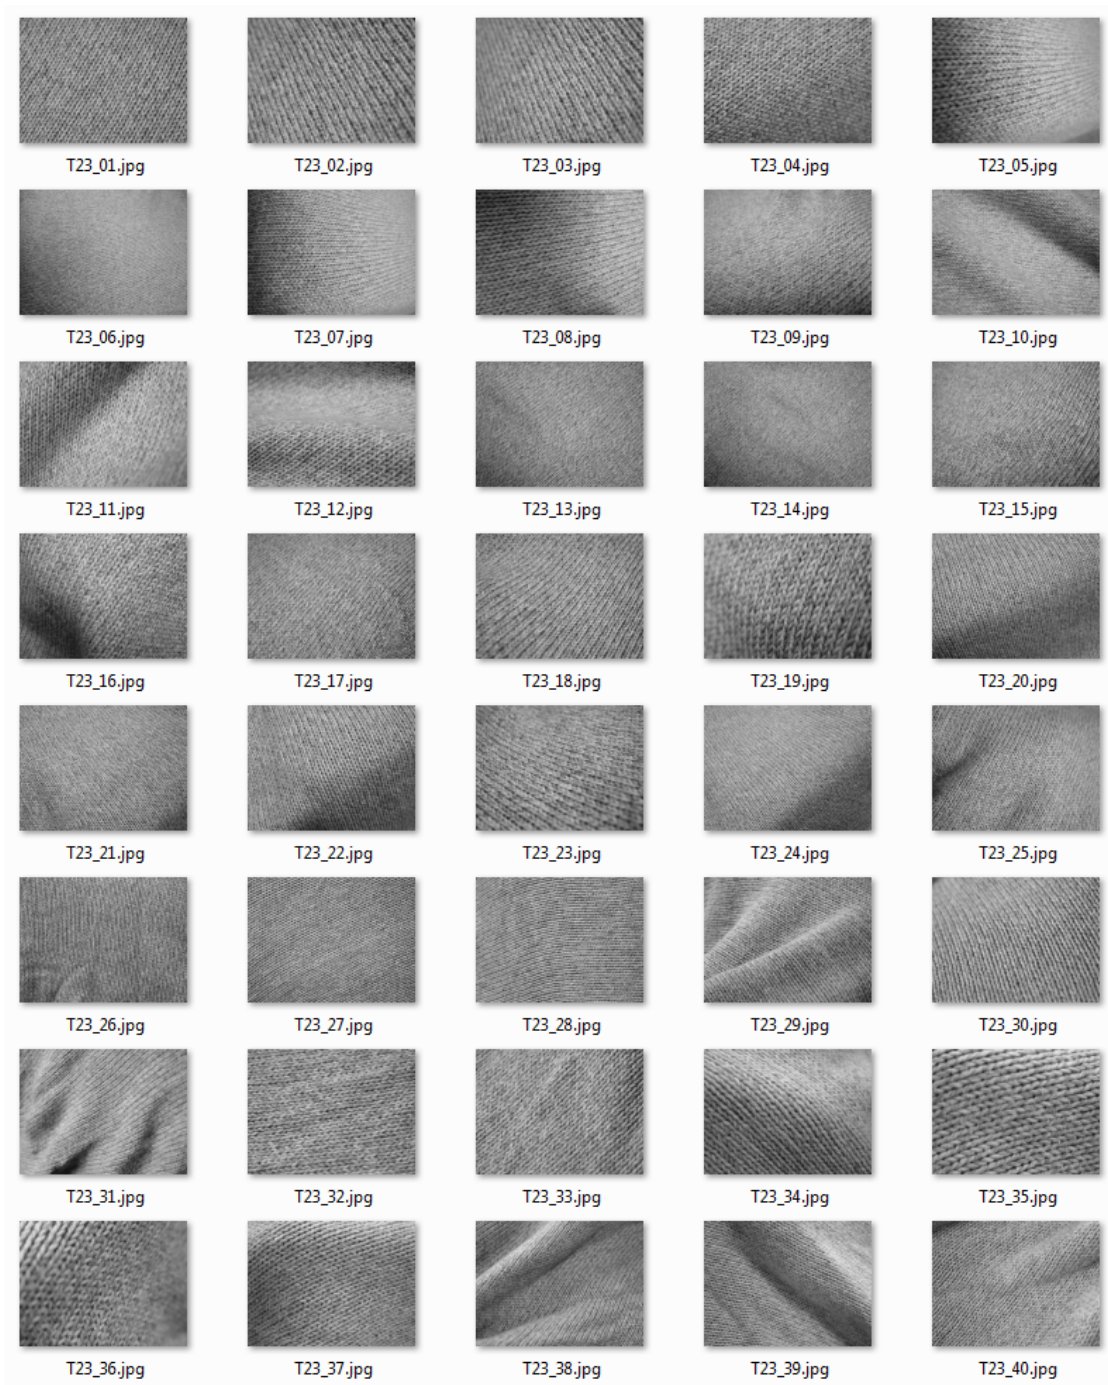 T23_01.jpg T23_02.jpg T23_03.jpg T23_04.jpg T23_05.jpg
T23_06.jpg T23_07.jpg T23_08.jpg T23_09.jpg T23_10.jpg
T23_11.jpg T23_12.jpg T23_13.jpg T23_14.jpg T23_15.jpg
T23_16.jpg T23_17.jpg T23_18.jpg T23_19.jpg T23_20.jpg
T23_21.jpg T23_22.jpg T23_23.jpg T23_24.jpg T23_25.jpg
T23_26.jpg T23_27.jpg T23_28.jpg T23_29.jpg T23_30.jpg
T23_31.jpg T23_32.jpg T23_33.jpg T23_34.jpg T23_35.jpg
T23_36.jpg T23_37.jpg T23_38.jpg T23_39.jpg T23_40.jpg